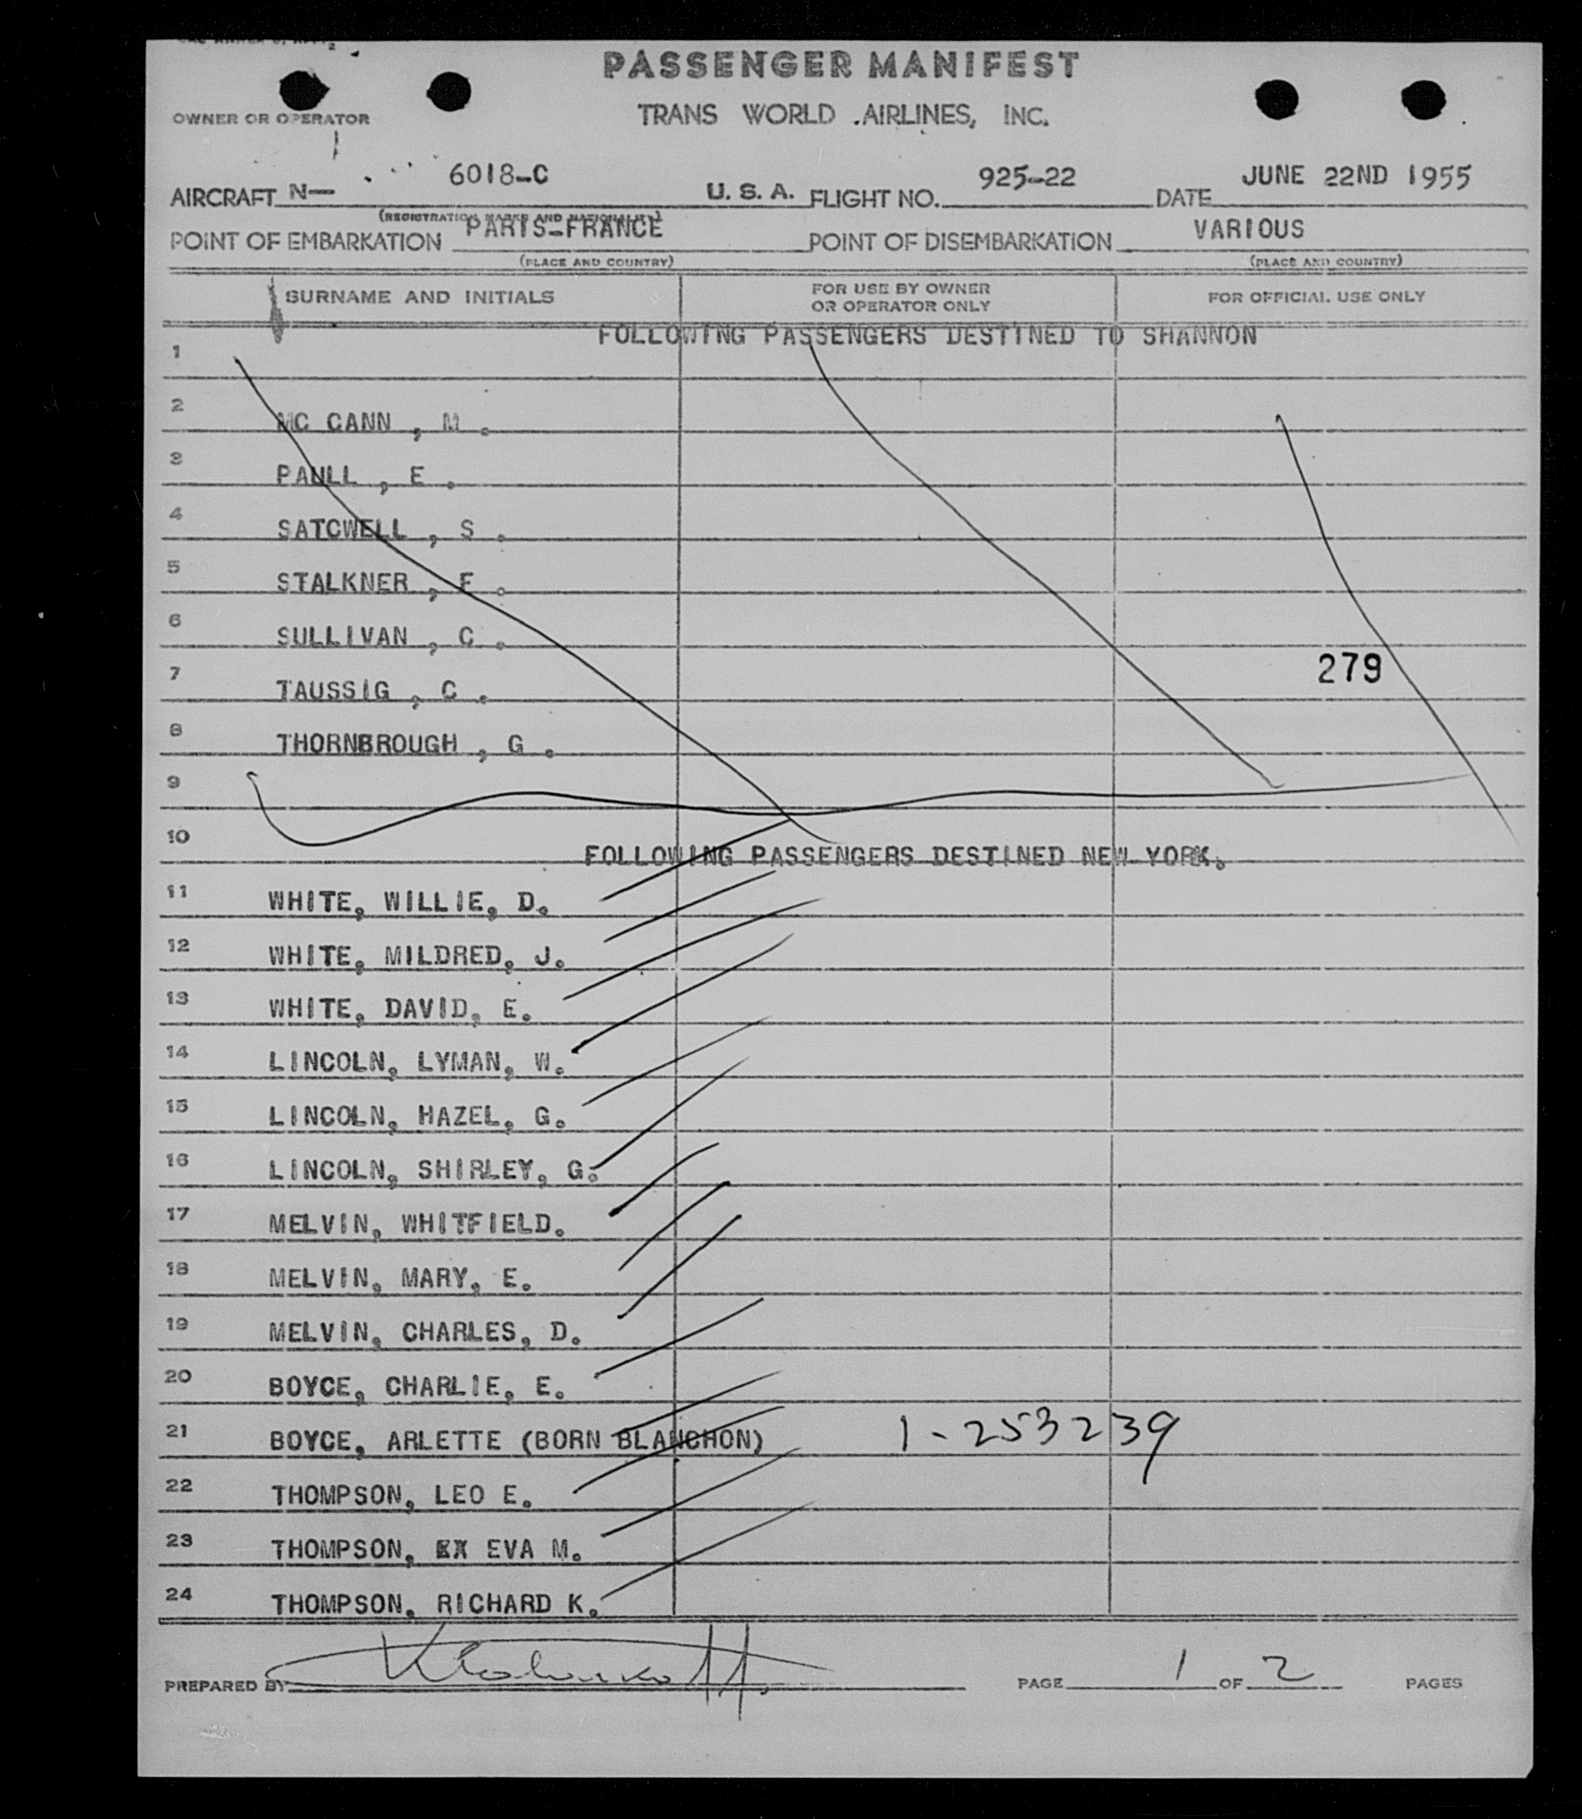 PASSENGER MANIFEST
OWNER OR OPERATOR
TRANS WORLD AIRLINES, INC.
AIRCRAFT N— 6018-C U. S. A. FLIGHT NO. 925-22 DATE JUNE 22ND 1955
(REGISTRATION MARKS AND NATIONALITY)
POINT OF EMBARKATION PARIS-FRANCE POINT OF DISEMBARKATION VARIOUS
(PLACE AND COUNTRY) (PLACE AND COUNTRY)
SURNAME AND INITIALS FOR USE BY OWNER OR OPERATOR ONLY FOR OFFICIAL USE ONLY
1 FOLLOWING PASSENGERS DESTINED TO SHANNON
2 MC CANN , M .
3 PAULL , E .
4 SATCWELL , S .
5 STALKNER , F .
6 SULLIVAN , C .
7 TAUSSIG , C . 279
8 THORNBROUGH , G .
9
10 FOLLOWING PASSENGERS DESTINED NEW YORK.
11 WHITE, WILLIE, D.
12 WHITE, MILDRED, J.
13 WHITE, DAVID, E.
14 LINCOLN, LYMAN, W.
15 LINCOLN, HAZEL, G.
16 LINCOLN, SHIRLEY, G.
17 MELVIN, WHITFIELD.
18 MELVIN, MARY, E.
19 MELVIN, CHARLES, D.
20 BOYCE, CHARLIE, E.
21 BOYCE, ARLETTE (BORN BLANCHON) 1-253239
22 THOMPSON, LEO E.
23 THOMPSON, EVA M.
24 THOMPSON, RICHARD K.
PREPARED BY PAGE 1 OF 2 PAGES